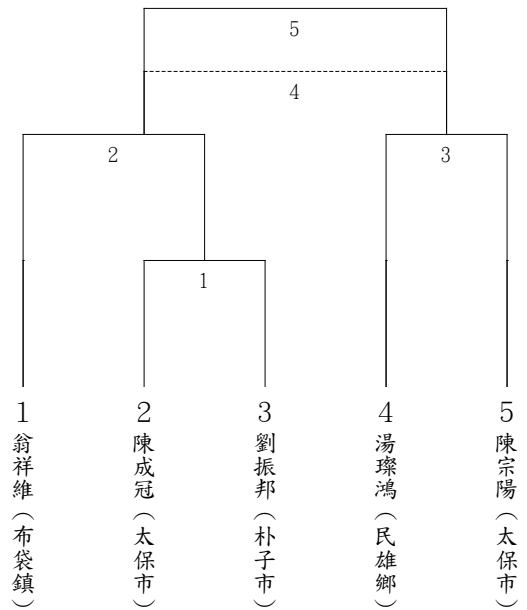 5
4
2
3
1
1 翁祥維（布袋鎮）
2 陳成冠（太保市）
3 劉振邦（朴子市）
4 湯璨鴻（民雄鄉）
5 陳宗陽（太保市）